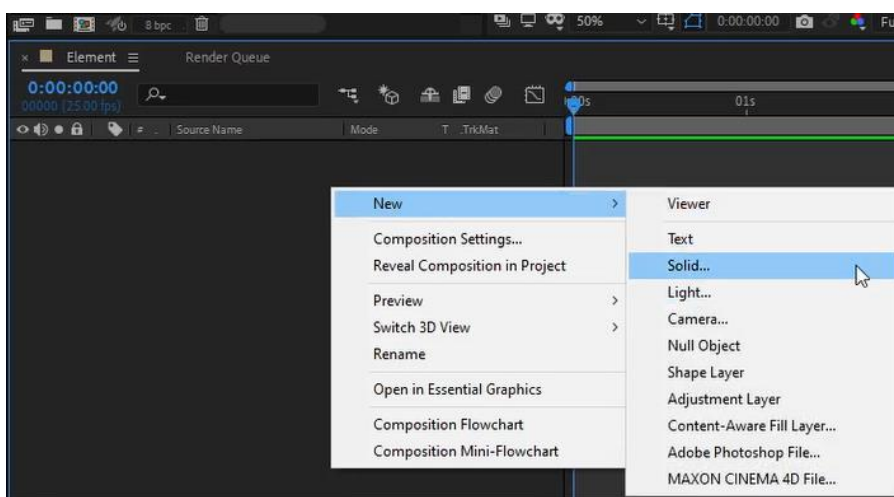 8 bpc
50%
0:00:00:00
Fu
Element
Render Queue
0:00:00:00
00000 (25.00 fps)
01s
# . Source Name
Mode
T .TrkMat
New
Composition Settings...
Reveal Composition in Project
Preview
Switch 3D View
Rename
Open in Essential Graphics
Composition Flowchart
Composition Mini-Flowchart
Viewer
Text
Solid...
Light...
Camera...
Null Object
Shape Layer
Adjustment Layer
Content-Aware Fill Layer...
Adobe Photoshop File...
MAXON CINEMA 4D File...